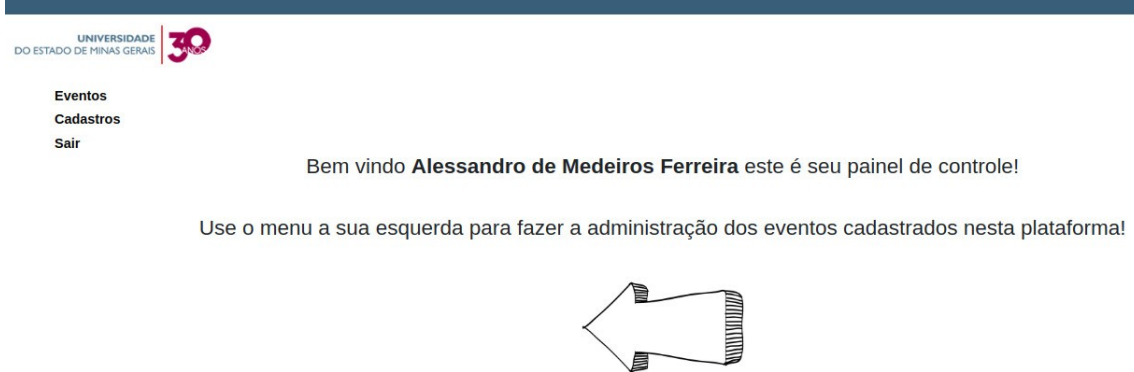 UNIVERSIDADE
DO ESTADO DE MINAS GERAIS
30
ANOS
Eventos
Cadastros
Sair
Bem vindo Alessandro de Medeiros Ferreira este é seu painel de controle!
Use o menu a sua esquerda para fazer a administração dos eventos cadastrados nesta plataforma!